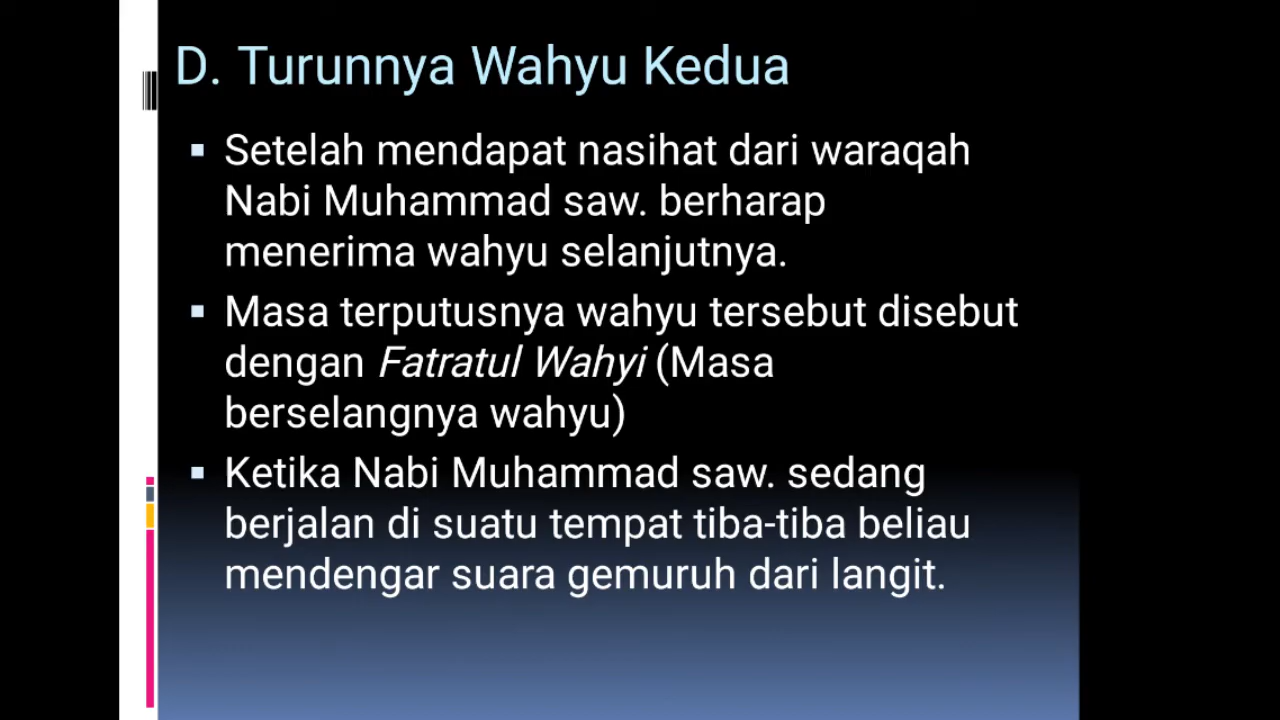 D. Turunnya Wahyu Kedua
Setelah mendapat nasihat dari waraqah
Nabi Muhammad saw. berharap
menerima wahyu selanjutnya.
Masa terputusnya wahyu tersebut disebut
dengan Fatratul Wahyi (Masa
berselangnya wahyu)
Ketika Nabi Muhammad saw. sedang
berjalan di suatu tempat tiba-tiba beliau
mendengar suara gemuruh dari langit.